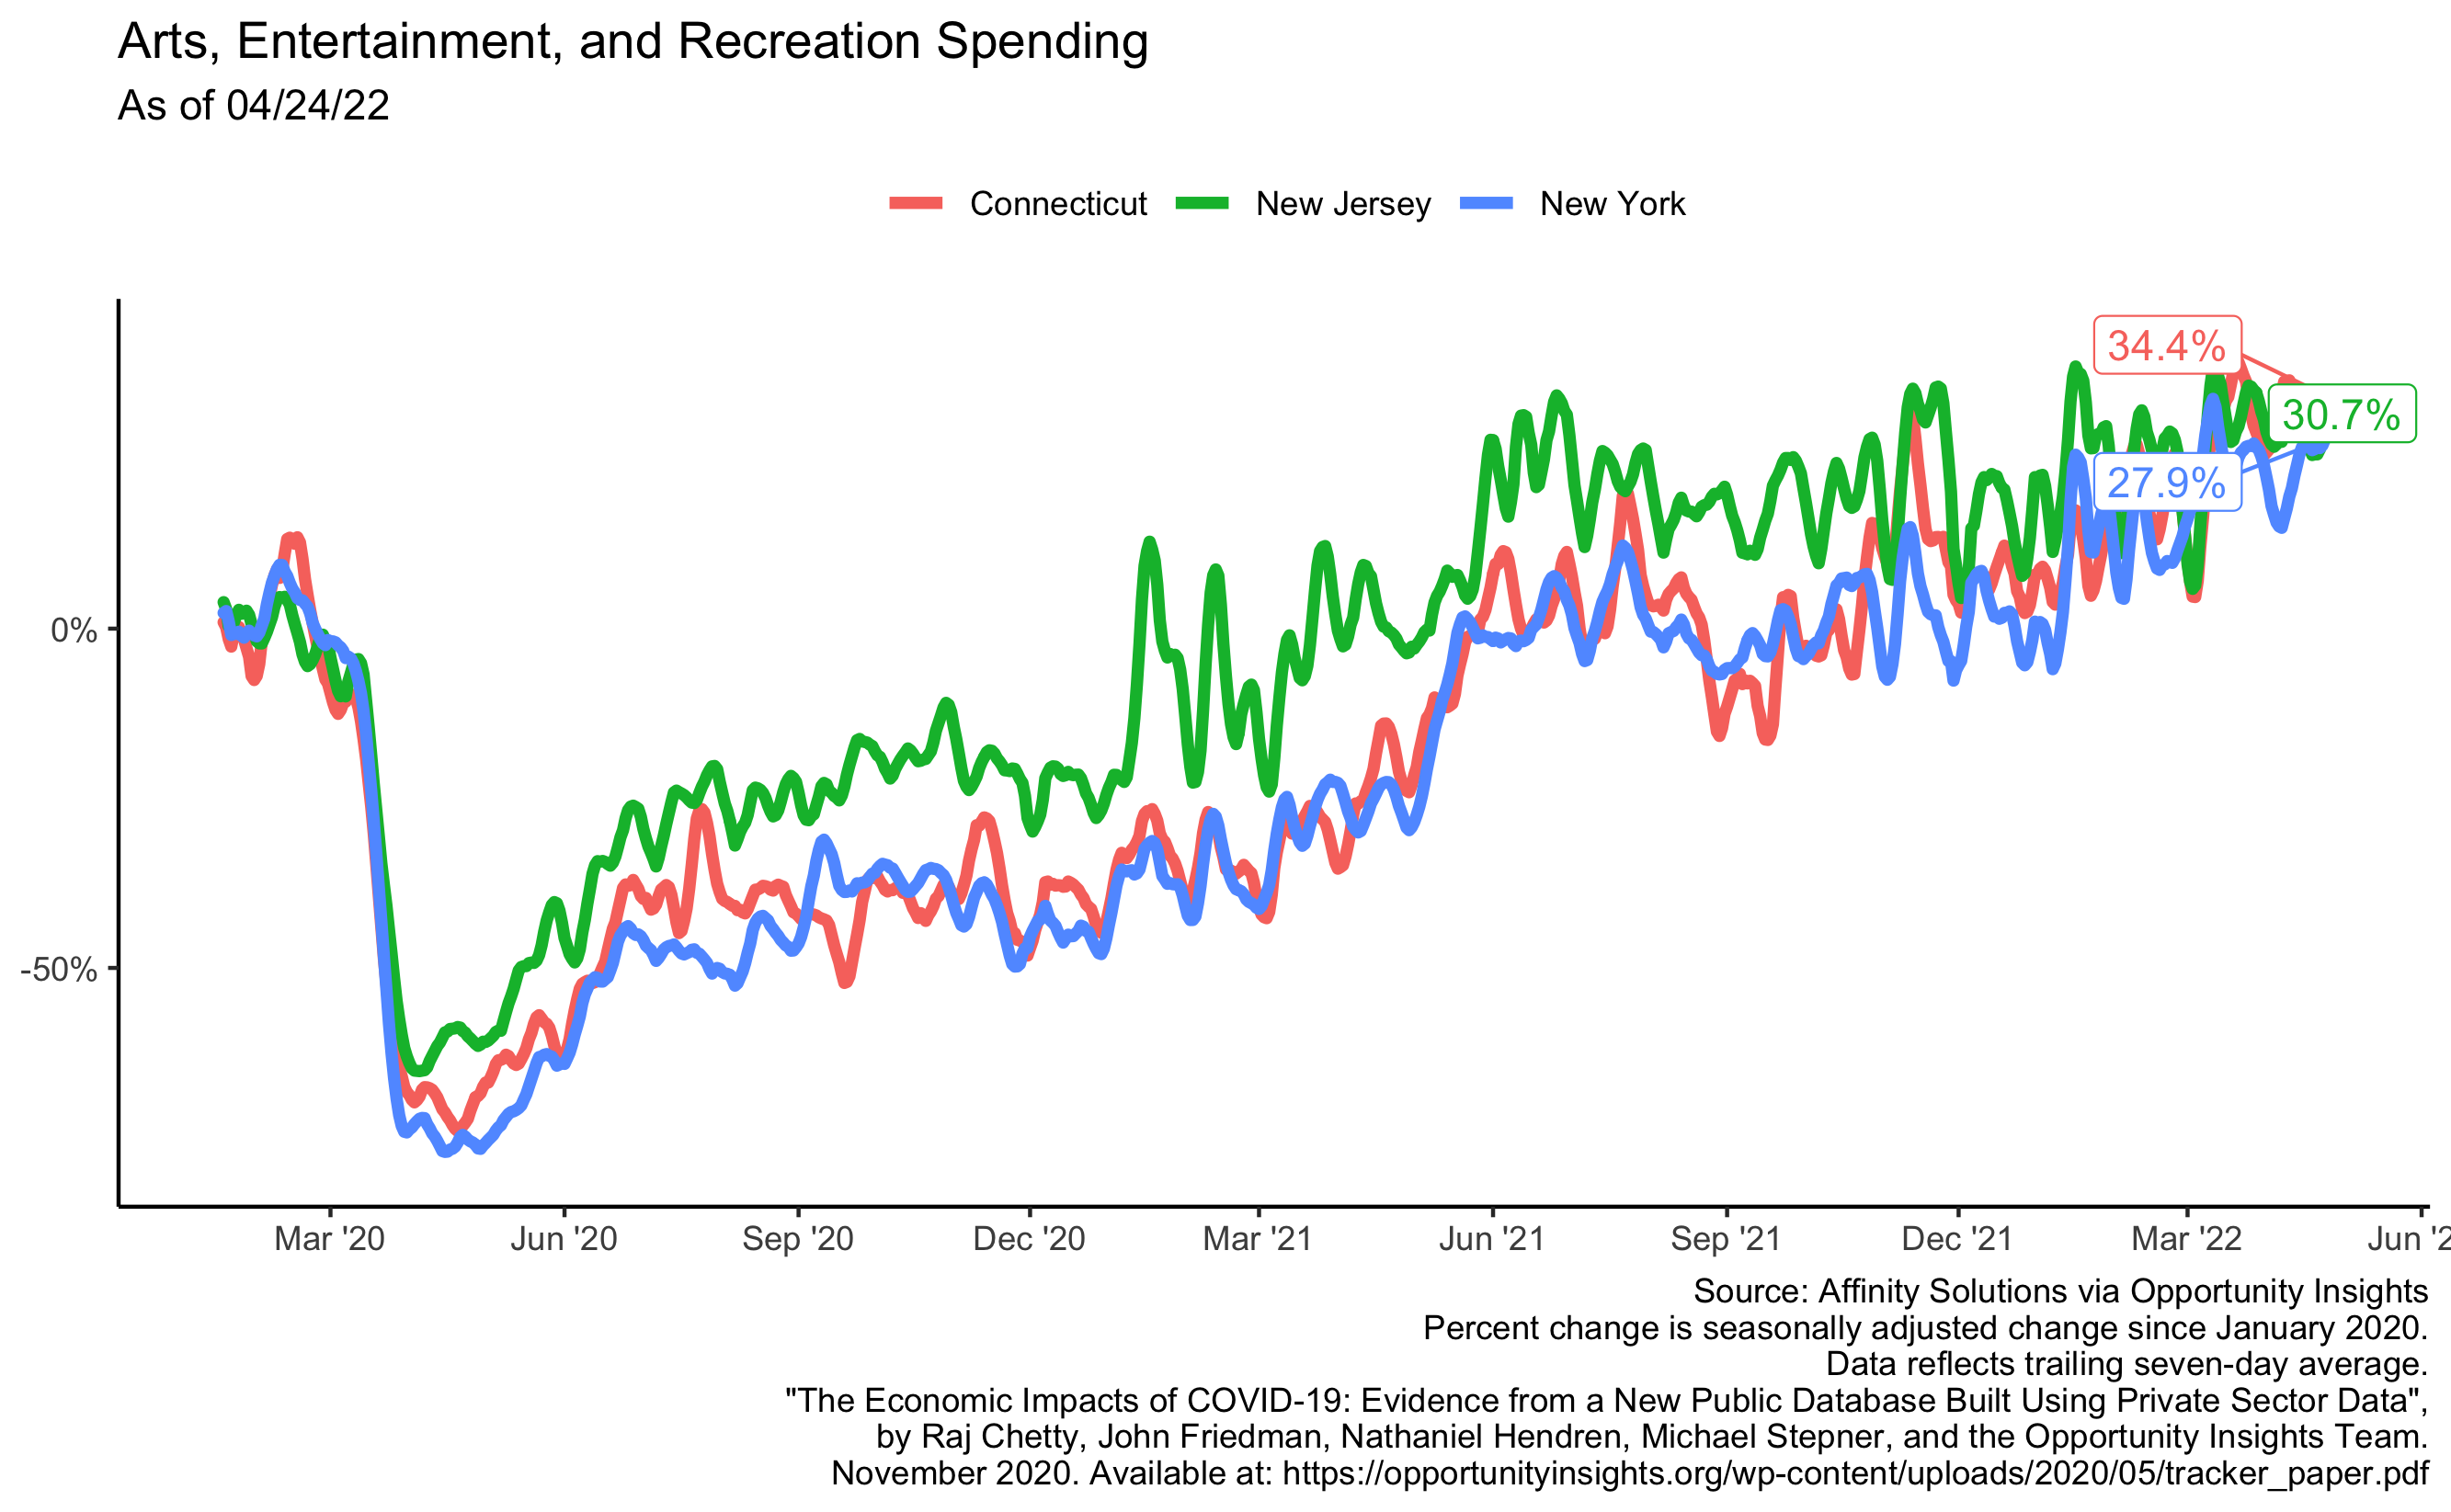 Arts, Entertainment, and Recreation Spending
As of 04/24/22
Connecticut New Jersey New York
34.4%
30.7%
27.9%
0%
-50%
Mar '20 Jun '20 Sep '20 Dec '20 Mar '21 Jun '21 Sep '21 Dec '21 Mar '22 Jun '2
Source: Affinity Solutions via Opportunity Insights
Percent change is seasonally adjusted change since January 2020.
Data reflects trailing seven-day average.
"The Economic Impacts of COVID-19: Evidence from a New Public Database Built Using Private Sector Data",
by Raj Chetty, John Friedman, Nathaniel Hendren, Michael Stepner, and the Opportunity Insights Team.
November 2020. Available at: https://opportunityinsights.org/wp-content/uploads/2020/05/tracker_paper.pdf